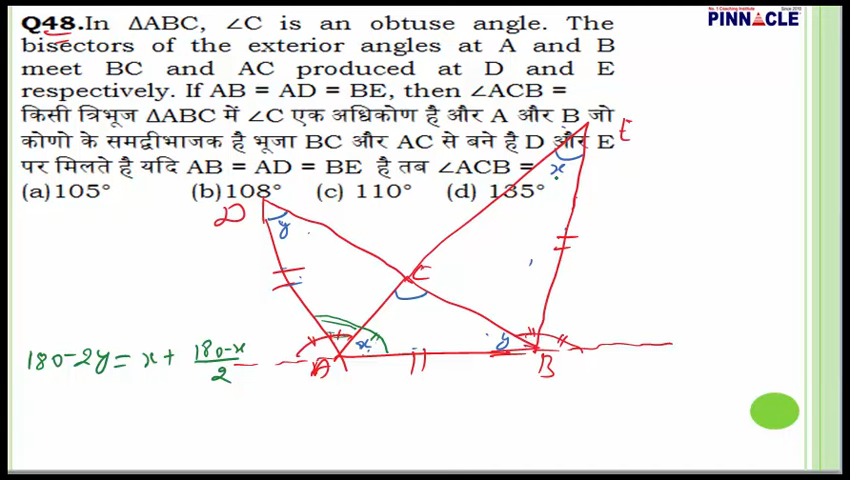 Q48.In ΔABC, ∠C is an obtuse angle. The
bisectors of the exterior angles at A and B
meet BC and AC produced at D and E
respectively. If AB = AD = BE, then ∠ACB =
किसी त्रिभुज ΔABC में ∠C एक अधिकोण है और A और B जो
कोणो के समद्वीभाजक है भूजा BC और AC से बने है D और E
पर मिलते है यदि AB = AD = BE है तब ∠ACB =
(a)105° (b)108° (c) 110° (d) 135°
PINNACLE
E
x
D
y
C
180-2y = x + 180-x/2
x
y
A
B